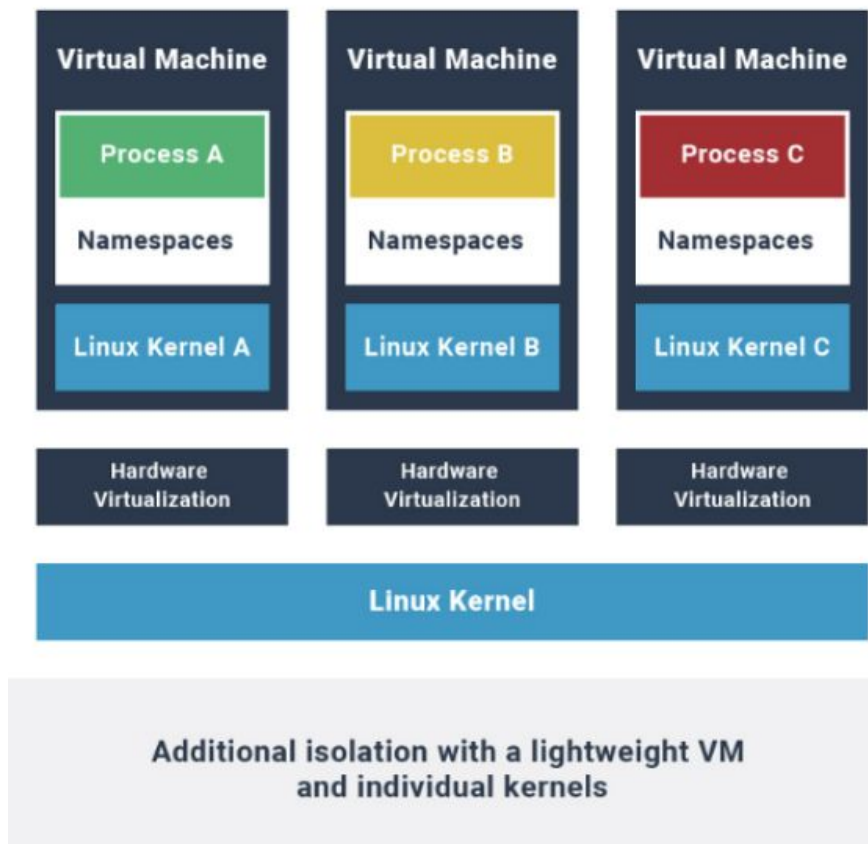 Virtual Machine
Virtual Machine
Virtual Machine
Process A
Process B
Process C
Namespaces
Namespaces
Namespaces
Linux Kernel A
Linux Kernel B
Linux Kernel C
Hardware
Virtualization
Hardware
Virtualization
Hardware
Virtualization
Linux Kernel
Additional isolation with a lightweight VM
and individual kernels